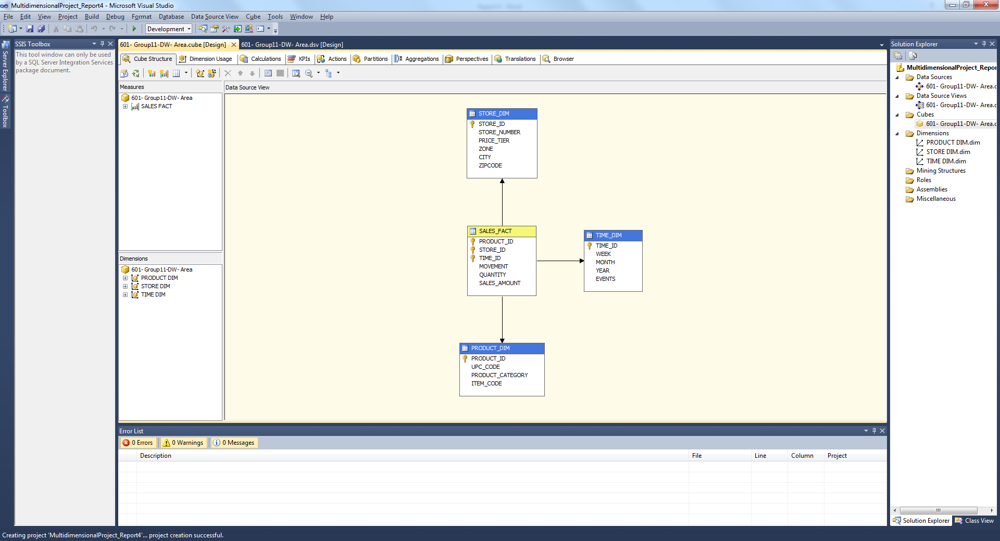 MultidimensionalProject_Report4 - Microsoft Visual Studio
File Edit View Project Build Debug Format Database Data Source View Cube Tools Window Help
Development
Server Explorer
Toolbox
SSIS Toolbox
This tool window can only be used
by a SQL Server Integration Services
package document.
601- Group11-DW- Area.cube [Design]
601- Group11-DW- Area.dsv [Design]
Cube Structure Dimension Usage Calculations KPIs Actions Partitions Aggregations Perspectives Translations Browser
Measures
601- Group11-DW- Area
SALES FACT
Dimensions
601- Group11-DW- Area
PRODUCT DIM
STORE DIM
TIME DIM
Data Source View
STORE_DIM
STORE_ID
STORE_NUMBER
PRICE_TIER
ZONE
CITY
ZIPCODE
SALES_FACT
PRODUCT_ID
STORE_ID
TIME_ID
MOVEMENT
QUANTITY
SALES_AMOUNT
TIME_DIM
TIME_ID
WEEK
MONTH
YEAR
EVENTS
PRODUCT_DIM
PRODUCT_ID
UPC_CODE
PRODUCT_CATEGORY
ITEM_CODE
Error List
0 Errors
0 Warnings
0 Messages
Description File Line Column Project
Solution Explorer
MultidimensionalProject_Repor
Data Sources
601- Group11-DW- Area.c
Data Source Views
601- Group11-DW- Area.c
Cubes
601- Group11-DW- Area.c
Dimensions
PRODUCT DIM.dim
STORE DIM.dim
TIME DIM.dim
Mining Structures
Roles
Assemblies
Miscellaneous
Solution Explorer
Class View
Creating project 'MultidimensionalProject_Report4'... project creation successful.